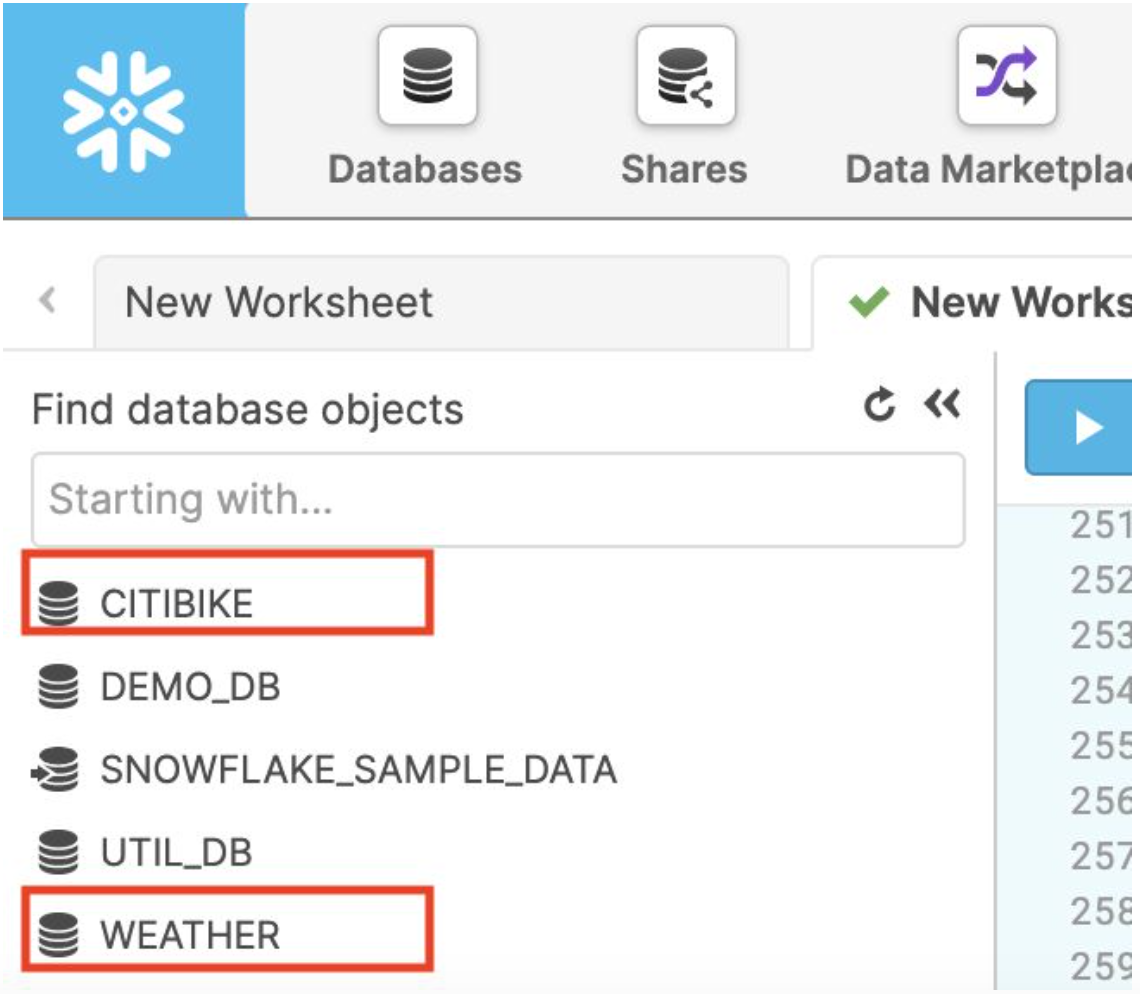 Databases
Shares
Data Marketplac
New Worksheet
New Works
Find database objects
Starting with...
CITIBIKE
DEMO_DB
SNOWFLAKE_SAMPLE_DATA
UTIL_DB
WEATHER
251
252
253
254
255
256
257
258
259